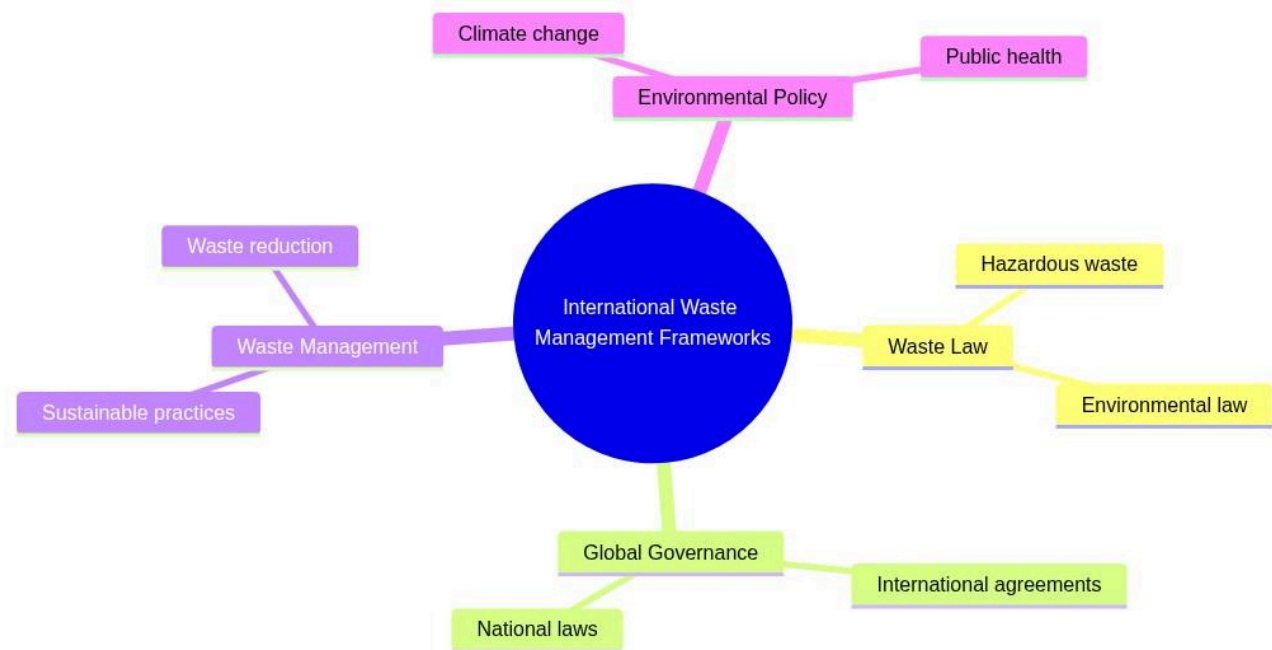 Climate change
Public health
Environmental Policy
Waste reduction
Hazardous waste
International Waste
Management Frameworks
Waste Management
Waste Law
Sustainable practices
Environmental law
Global Governance
International agreements
National laws